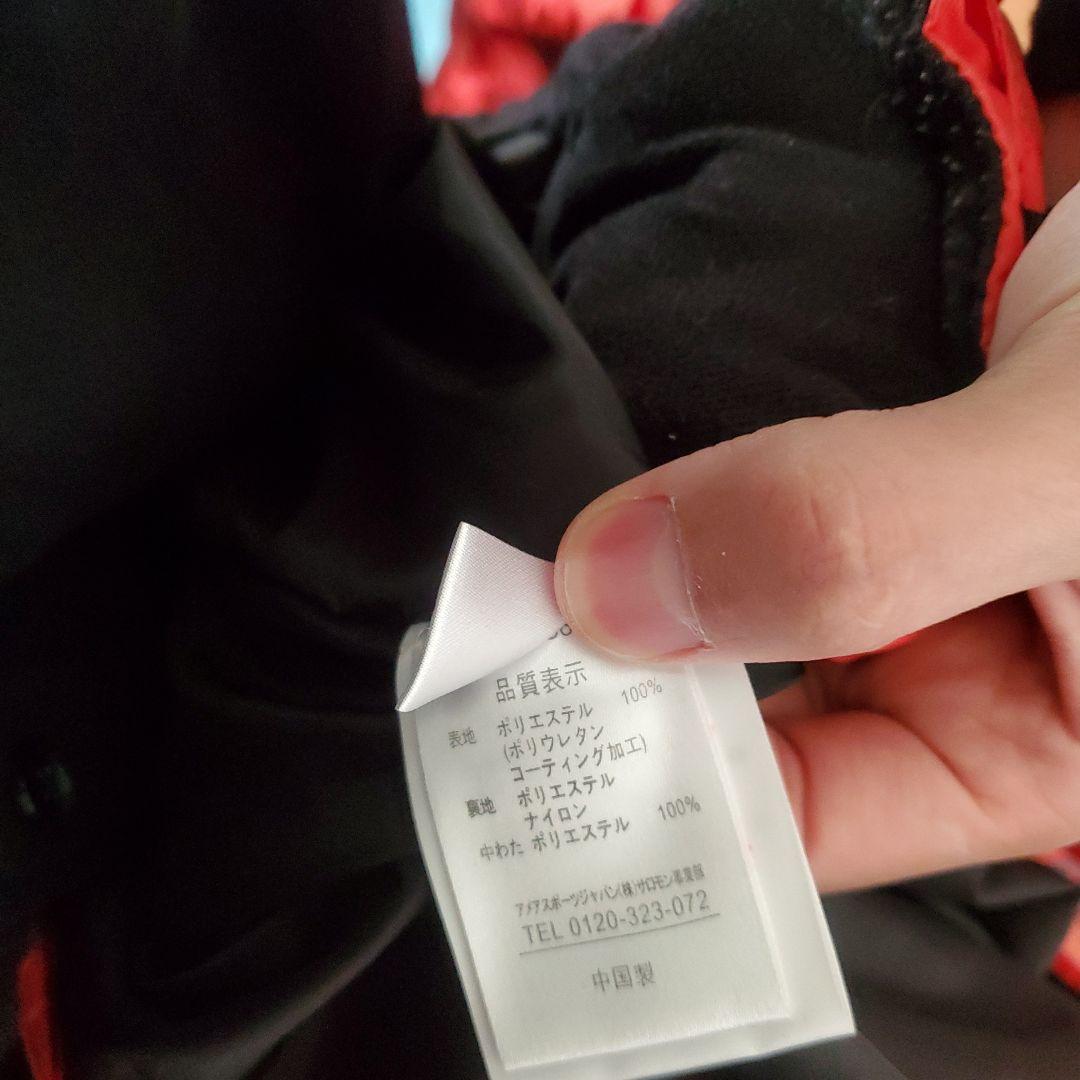 品質表示
表地 ポリエステル 100%
(ポリウレタン
コーティング加工)
裏地 ポリエステル
ナイロン
中わた ポリエステル 100%
アメアスポーツジャパン(株)サロモン事業部
TEL 0120-323-072
中国製